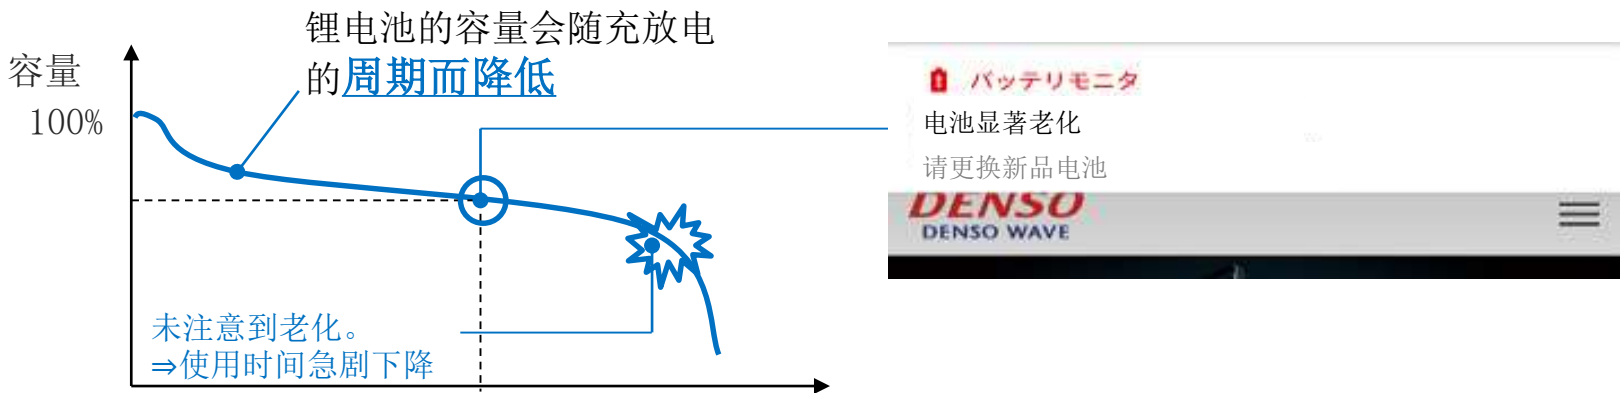 锂电池的容量会随充放电
的周期而降低
容量
100%
未注意到老化。
⇒使用时间急剧下降
バッテリモニタ
电池显著老化
请更换新品电池
DENSO
DENSO WAVE